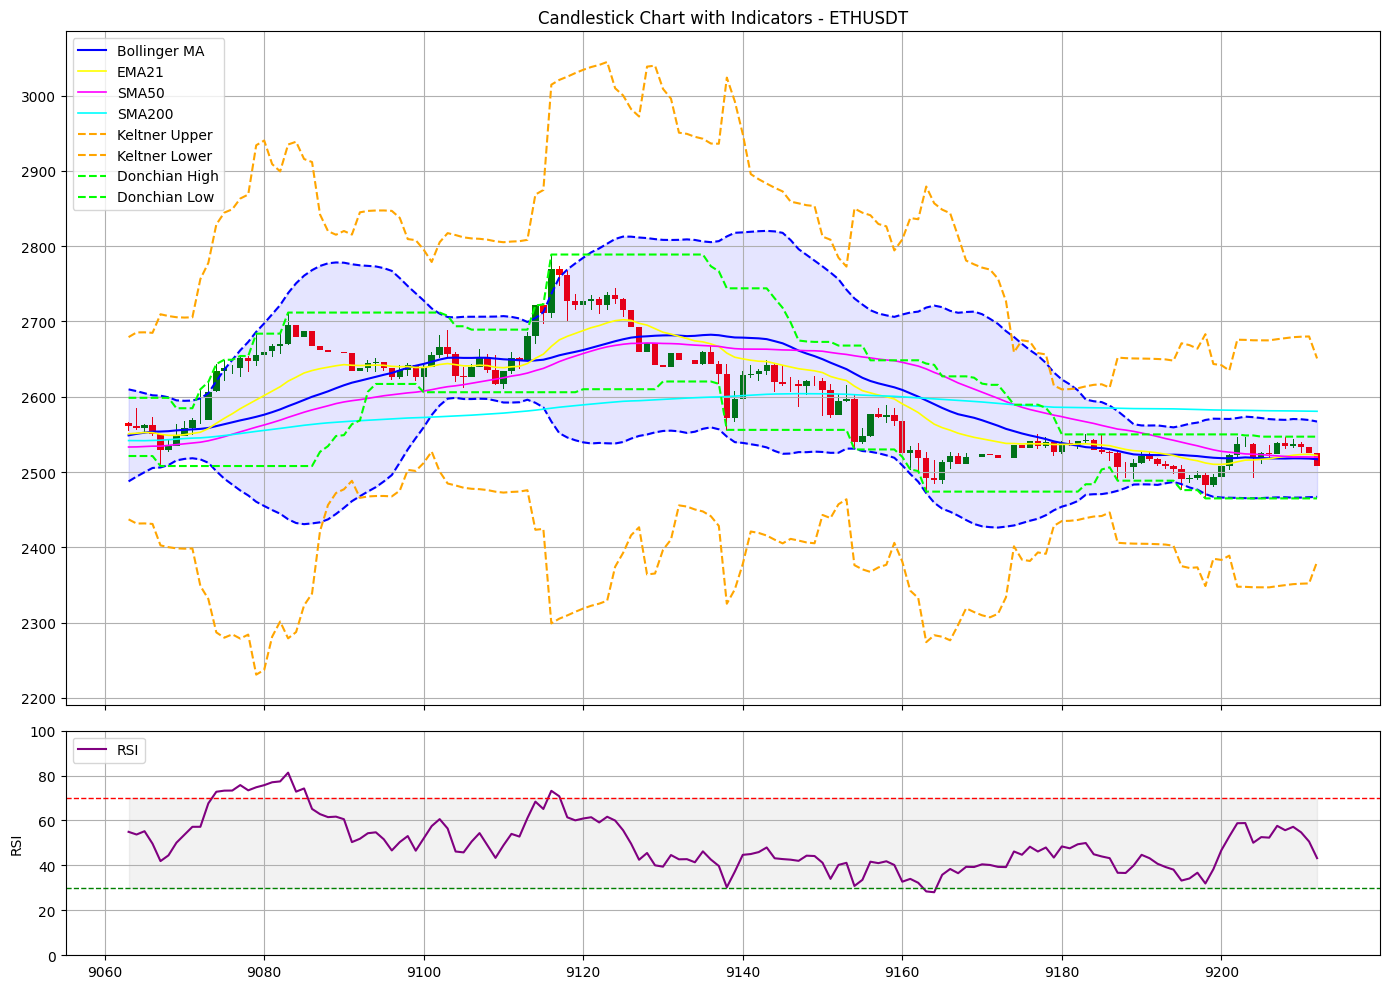 Candlestick Chart with Indicators - ETHUSDT
Bollinger MA
EMA21
SMA50
SMA200
Keltner Upper
Keltner Lower
Donchian High
Donchian Low
3000
2900
2800
2700
2600
2500
2400
2300
2200
RSI
100
80
60
40
20
0
RSI
9060 9080 9100 9120 9140 9160 9180 9200